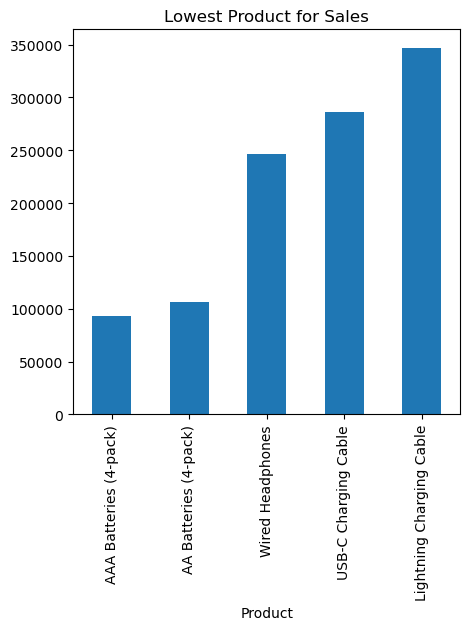 Lowest Product for Sales
350000
300000
250000
200000
150000
100000
50000
0
AAA Batteries (4-pack)
AA Batteries (4-pack)
Wired Headphones
USB-C Charging Cable
Lightning Charging Cable
Product